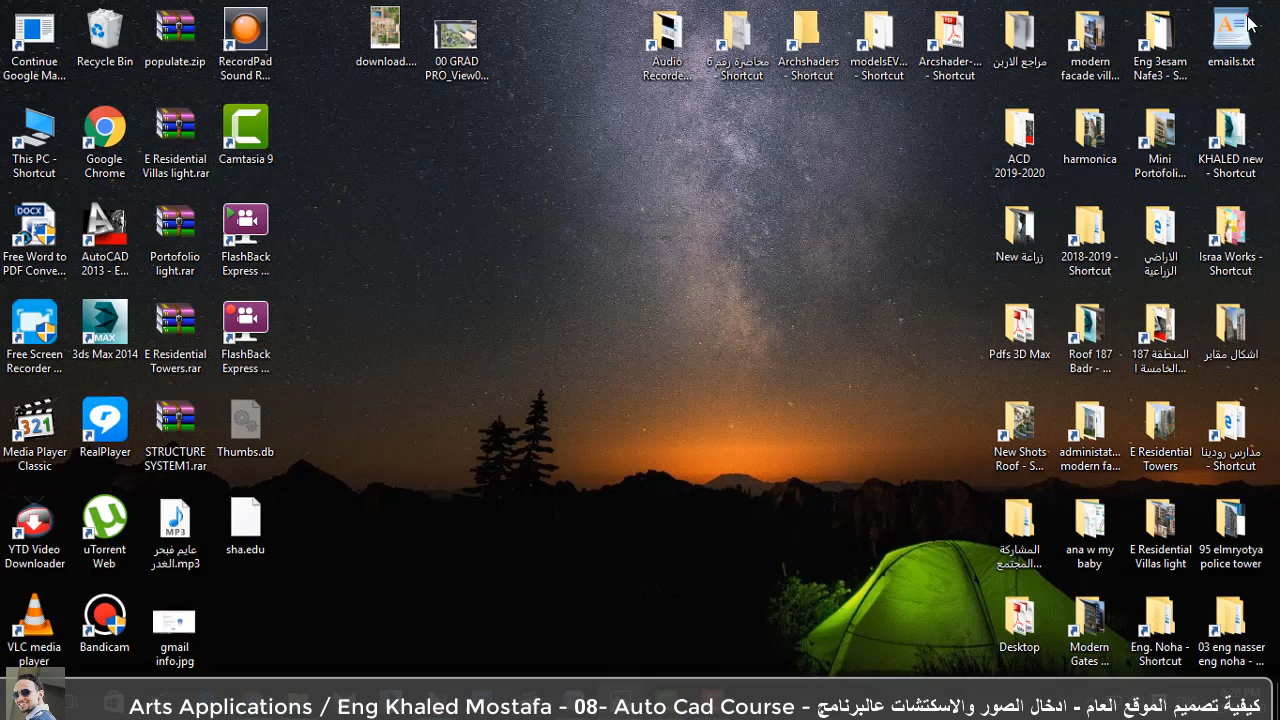 Continue
Google Ma...
Recycle Bin
populate.zip
RecordPad
Sound R...
download....
00 GRAD
PRO_View0...
Audio
Recorde...
محاضرة رقم 6
- Shortcut
Archshaders
- Shortcut
modelsEV...
- Shortcut
Arcshader-...
- Shortcut
مراجع الاربن
modern
facade vill...
Eng 3esam
Nafe3 - S...
emails.txt
This PC -
Shortcut
Google
Chrome
E Residential
Villas light.rar
Camtasia 9
ACD
2019-2020
harmonica
Mini
Portofoli...
KHALED new
- Shortcut
Free Word to
PDF Conve...
AutoCAD
2013 - E...
Portofolio
light.rar
FlashBack
Express ...
New زراعة
2018-2019 -
Shortcut
الاراضي
الزراعية
Israa Works -
Shortcut
Free Screen
Recorder ...
3ds Max 2014
E Residential
Towers.rar
FlashBack
Express ...
Pdfs 3D Max
Roof 187
Badr - ...
187 المنطقة
الخامسة ا...
اشكال مقابر
Media Player
Classic
RealPlayer
STRUCTURE
SYSTEM1.rar
Thumbs.db
New Shots
Roof - S...
administat...
modern fa...
E Residential
Towers
مدارس رودينا
- Shortcut
YTD Video
Downloader
uTorrent
Web
عايم فبحر
الغدر.mp3
sha.edu
المشاركة
المجتمع...
ana w my
baby
E Residential
Villas light
95 elmryotya
police tower
VLC media
player
Bandicam
gmail
info.jpg
Desktop
Modern
Gates ...
Eng. Noha -
Shortcut
03 eng nasser
eng noha - ...
Arts Applications / Eng Khaled Mostafa - 08- Auto Cad Course - كيفية تصميم الموقع العام - ادخال الصور والاسكتشات عالبرنامج